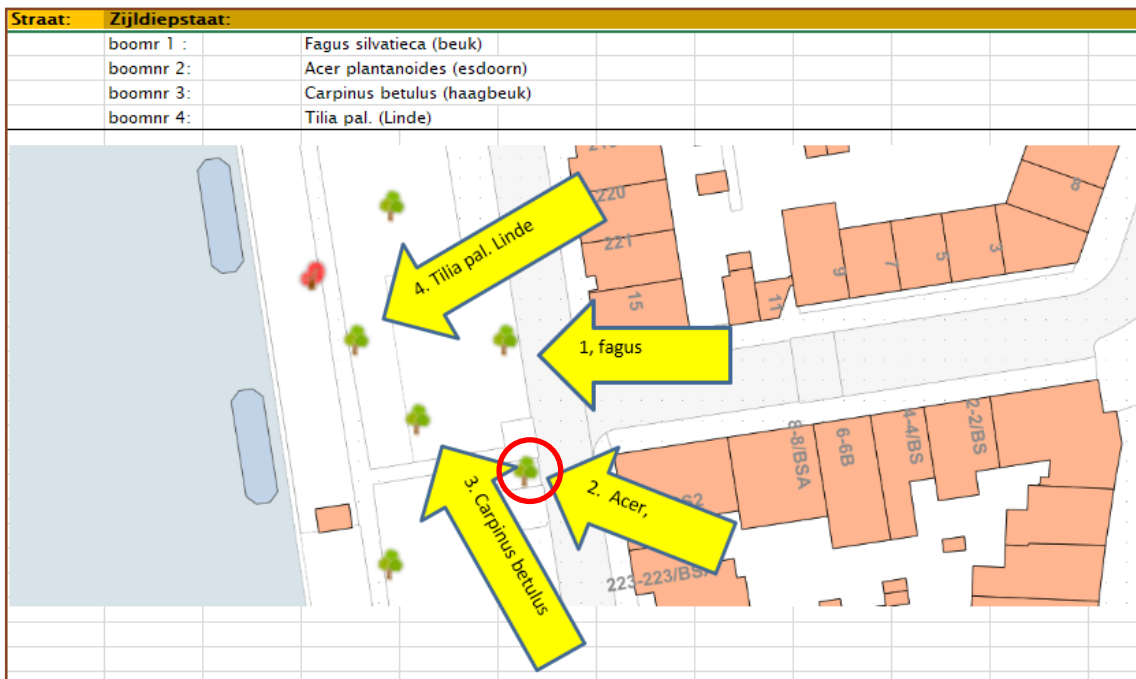 Straat: Zijldiepstaat:
boomr 1 : Fagus silvatieca (beuk)
boomnr 2: Acer plantanoides (esdoorn)
boomnr 3: Carpinus betulus (haagbeuk)
boomnr 4: Tilia pal. (Linde)
220
8
4. Tilia pal. Linde
221
3
5
7
9
15
11
1, fagus
2-2/BS
4-4/BS
6-6B
8-8/BSA
3. Carpinus betulus
2. Acer,
223-223/BSA